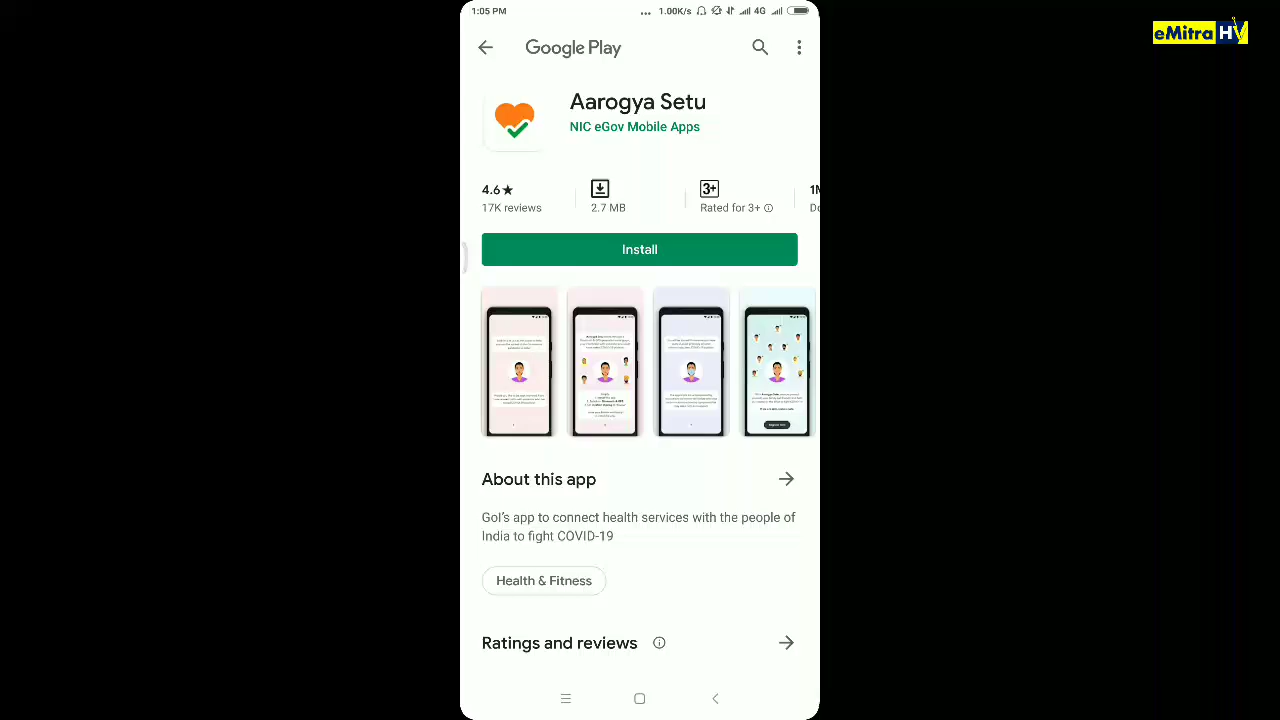 1:05 PM
... 1.00K/s 4G
eMitra HV
Google Play
Aarogya Setu
NIC eGov Mobile Apps
4.6★
17K reviews
2.7 MB
3+
Rated for 3+
1M
Do
Install
About this app
GoI's app to connect health services with the people of
India to fight COVID-19
Health & Fitness
Ratings and reviews